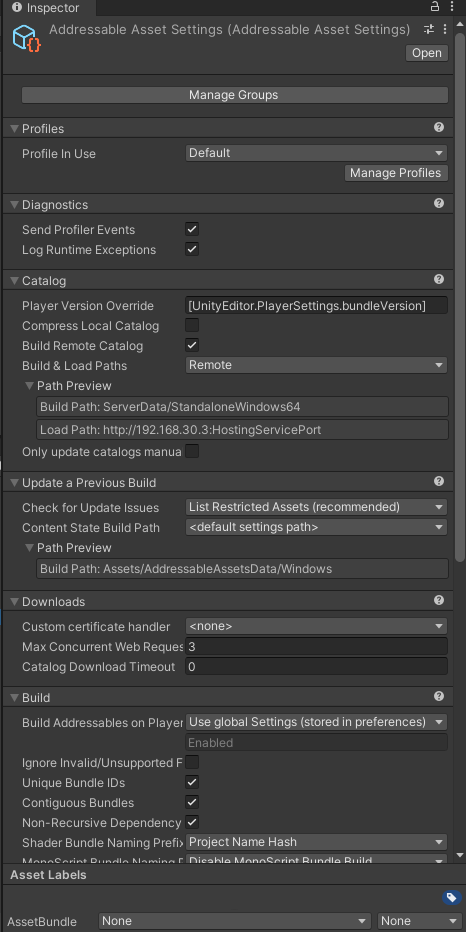 Inspector
Addressable Asset Settings (Addressable Asset Settings)
Open
Manage Groups
Profiles
Profile In Use Default
Manage Profiles
Diagnostics
Send Profiler Events
Log Runtime Exceptions
Catalog
Player Version Override [UnityEditor.PlayerSettings.bundleVersion]
Compress Local Catalog
Build Remote Catalog
Build & Load Paths Remote
Path Preview
Build Path: ServerData/StandaloneWindows64
Load Path: http://192.168.30.3:HostingServicePort
Only update catalogs manua
Update a Previous Build
Check for Update Issues List Restricted Assets (recommended)
Content State Build Path <default settings path>
Path Preview
Build Path: Assets/AddressableAssetsData/Windows
Downloads
Custom certificate handler <none>
Max Concurrent Web Reques 3
Catalog Download Timeout 0
Build
Build Addressables on Player Use global Settings (stored in preferences)
Enabled
Ignore Invalid/Unsupported F
Unique Bundle IDs
Contiguous Bundles
Non-Recursive Dependency
Shader Bundle Naming Prefix Project Name Hash
MonoScript Bundle Naming P Disable MonoScript Bundle Build
Asset Labels
AssetBundle None None